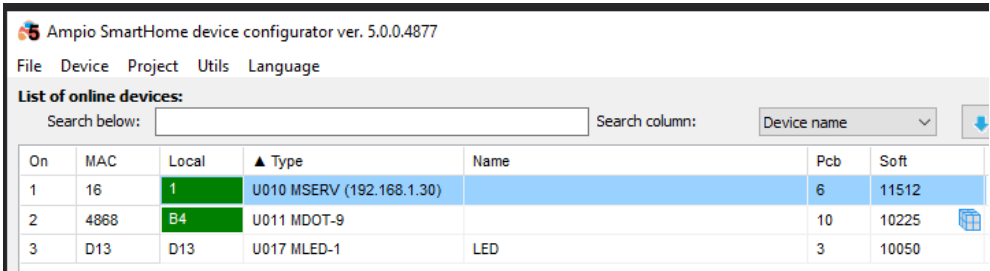 5 Ampio SmartHome device configurator ver. 5.0.0.4877
File Device Project Utils Language
List of online devices:
Search below: Search column: Device name
On MAC Local ▲ Type Name Pcb Soft
1 16 1 U010 MSERV (192.168.1.30) 6 11512
2 4868 B4 U011 MDOT-9 10 10225
3 D13 D13 U017 MLED-1 LED 3 10050